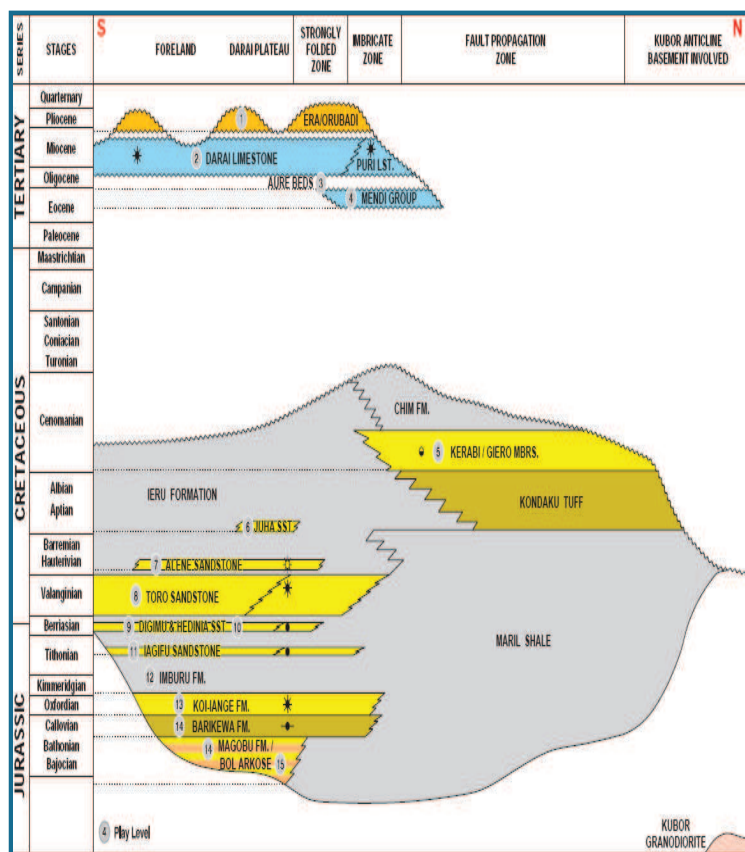 SERIES
STAGES
S
FORELAND
DARAI PLATEAU
STRONGLY
FOLDED
ZONE
IMBRICATE
ZONE
FAULT PROPAGATION
ZONE
N
KUBOR ANTICLINE
BASEMENT INVOLVED
TERTIARY
Quarternary
Pliocene
Miocene
Oligocene
Eocene
Paleocene
1
ERA/ORUBADI
2 DARAI LIMESTONE
PURI LST.
AURE BEDS 3
4 MENDI GROUP
CRETACEOUS
Maastrichtian
Campanian
Santonian
Coniacian
Turonian
Cenomanian
Albian
Aptian
Barremian
Hauterivian
Valanginian
Berriasian
CHIM FM.
5 KERABI / GIERO MBRS.
KONDAKU TUFF
IERU FORMATION
6 JUHA SST
7 ALENE SANDSTONE
8 TORO SANDSTONE
9 DIGIMU & HEDINIA SST 10
MARIL SHALE
JURASSIC
Tithonian
Kimmeridgian
Oxfordian
Callovian
Bathonian
Bajocian
11 IAGIFU SANDSTONE
12 IMBURU FM.
13 KOI-IANGE FM.
14 BARIKEWA FM.
14 MAGOBU FM. /
BOL ARKOSE 15
4 Play Level
KUBOR
GRANODIORITE